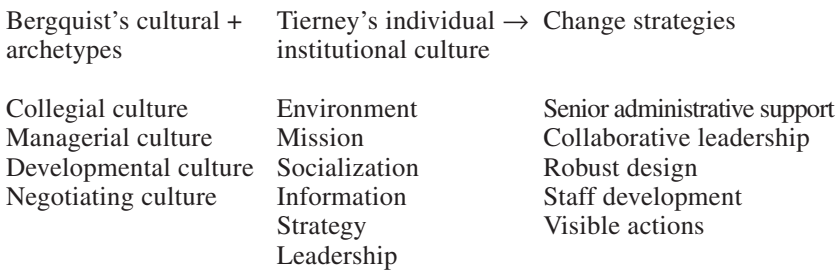 Bergquist's cultural + Tierney's individual → Change strategies
archetypes institutional culture
Collegial culture Environment Senior administrative support
Managerial culture Mission Collaborative leadership
Developmental culture Socialization Robust design
Negotiating culture Information Staff development
Strategy Visible actions
Leadership